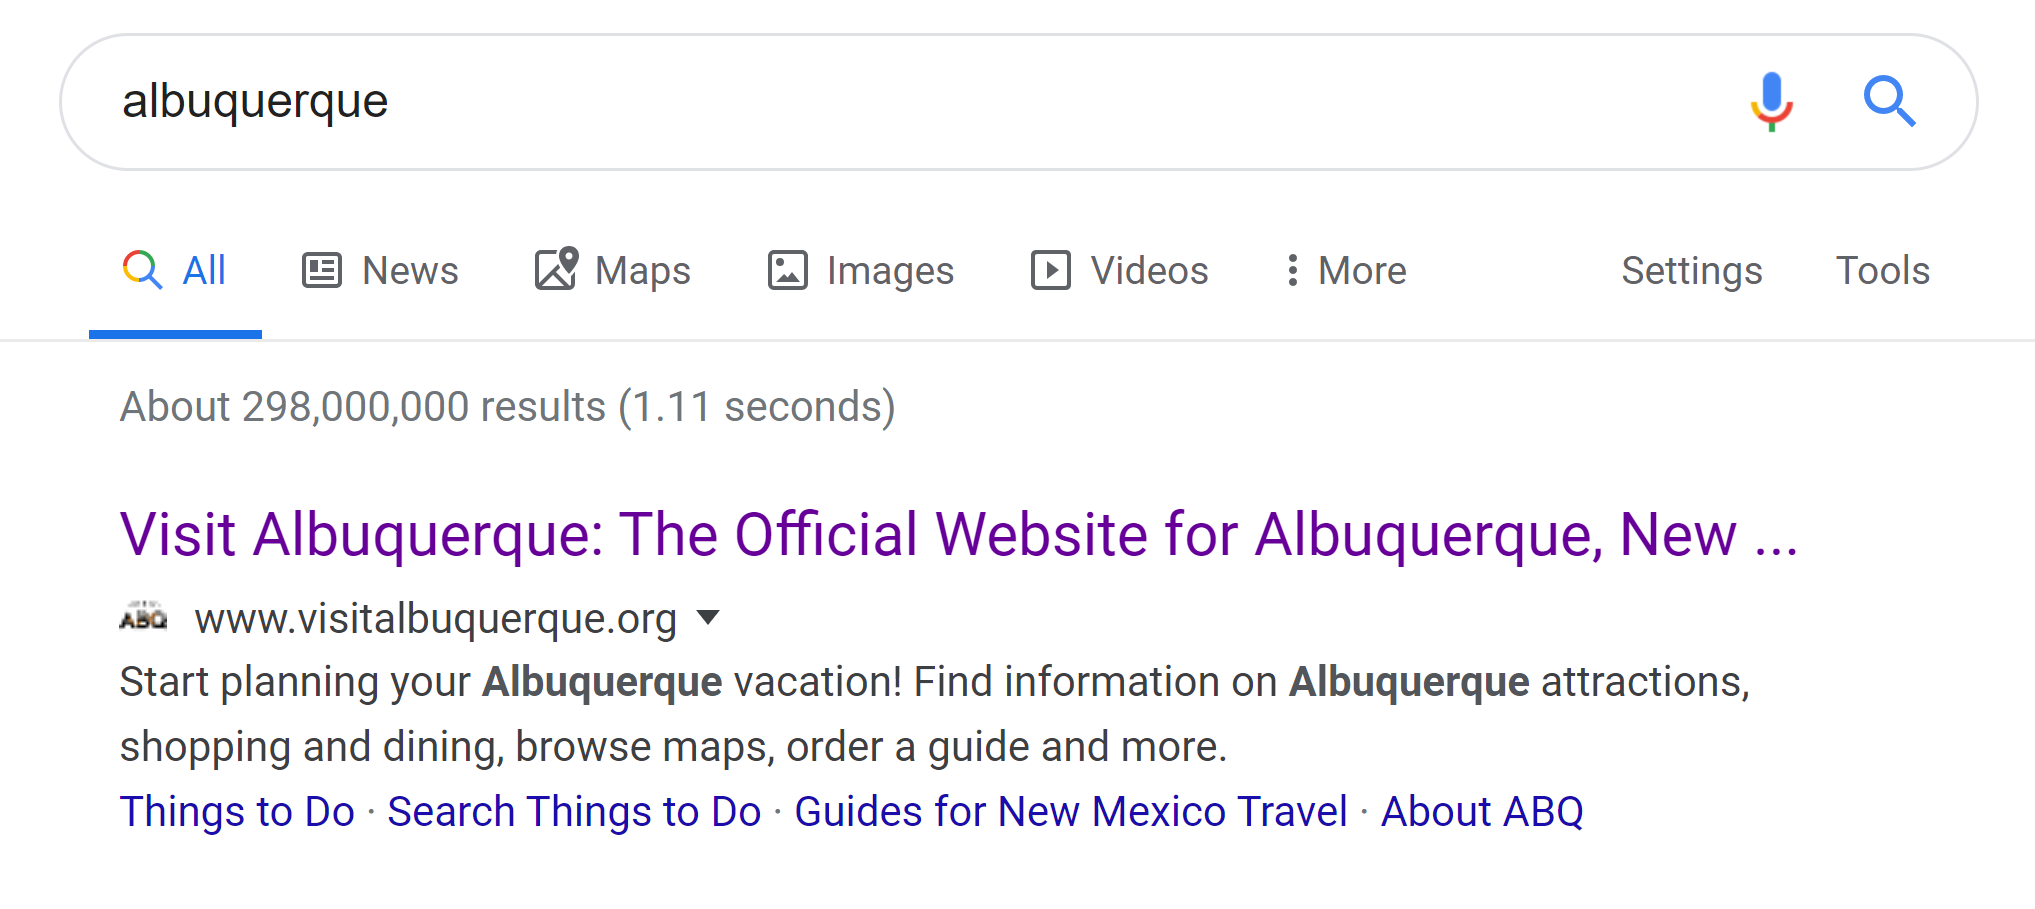 albuquerque
All News Maps Images Videos More Settings Tools
About 298,000,000 results (1.11 seconds)
Visit Albuquerque: The Official Website for Albuquerque, New ...
ABQ www.visitalbuquerque.org
Start planning your Albuquerque vacation! Find information on Albuquerque attractions,
shopping and dining, browse maps, order a guide and more.
Things to Do · Search Things to Do · Guides for New Mexico Travel · About ABQ